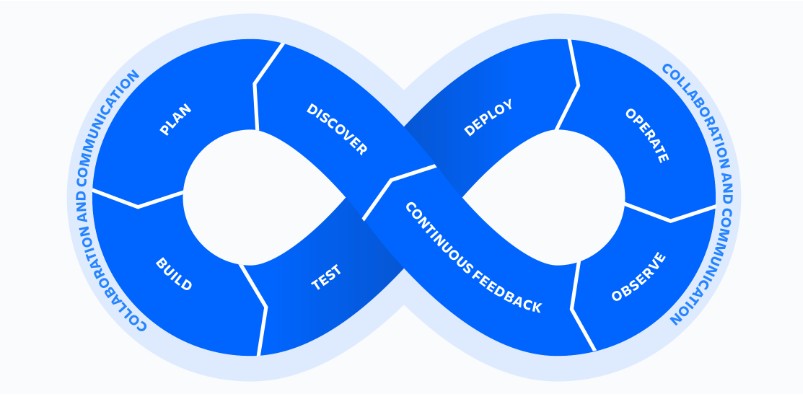 COLLABORATION AND COMMUNICATION
PLAN
DISCOVER
DEPLOY
OPERATE
COLLABORATION AND COMMUNICATION
BUILD
TEST
CONTINUOUS FEEDBACK
OBSERVE